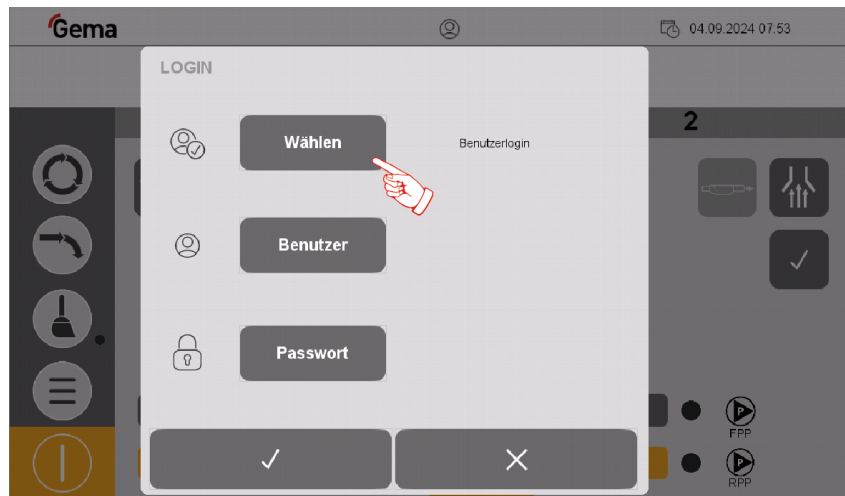 Gema
04.09.2024 07:53
LOGIN
2
Wählen
Benutzerlogin
Benutzer
Passwort
P
FPP
P
RPP